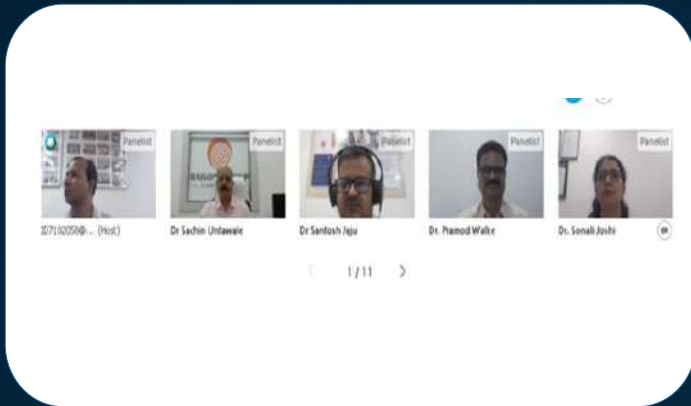 Panelist
Panelist
Panelist
Panelist
Panelist
Dr Sachin Untawale
Dr Santosh Jaju
Dr. Pramod Walke
Dr. Sonali Joshi
(Host)
1 / 11